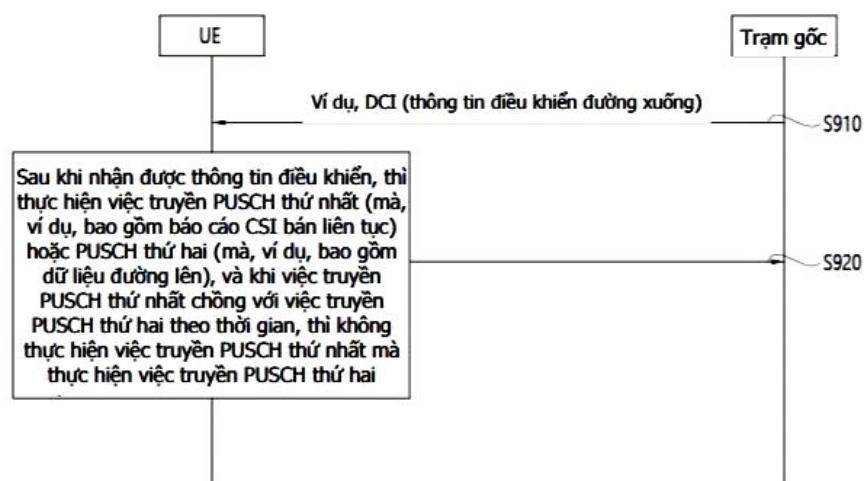 UE
Trạm gốc
Ví dụ, DCI (thông tin điều khiển đường xuống)
S910
Sau khi nhận được thông tin điều khiển, thì
thực hiện việc truyền PUSCH thứ nhất (mà,
ví dụ, bao gồm báo cáo CSI bán liên tục)
hoặc PUSCH thứ hai (mà, ví dụ, bao gồm
dữ liệu đường lên), và khi việc truyền
PUSCH thứ nhất chồng với việc truyền
PUSCH thứ hai theo thời gian, thì không
thực hiện việc truyền PUSCH thứ nhất mà
thực hiện việc truyền PUSCH thứ hai
S920